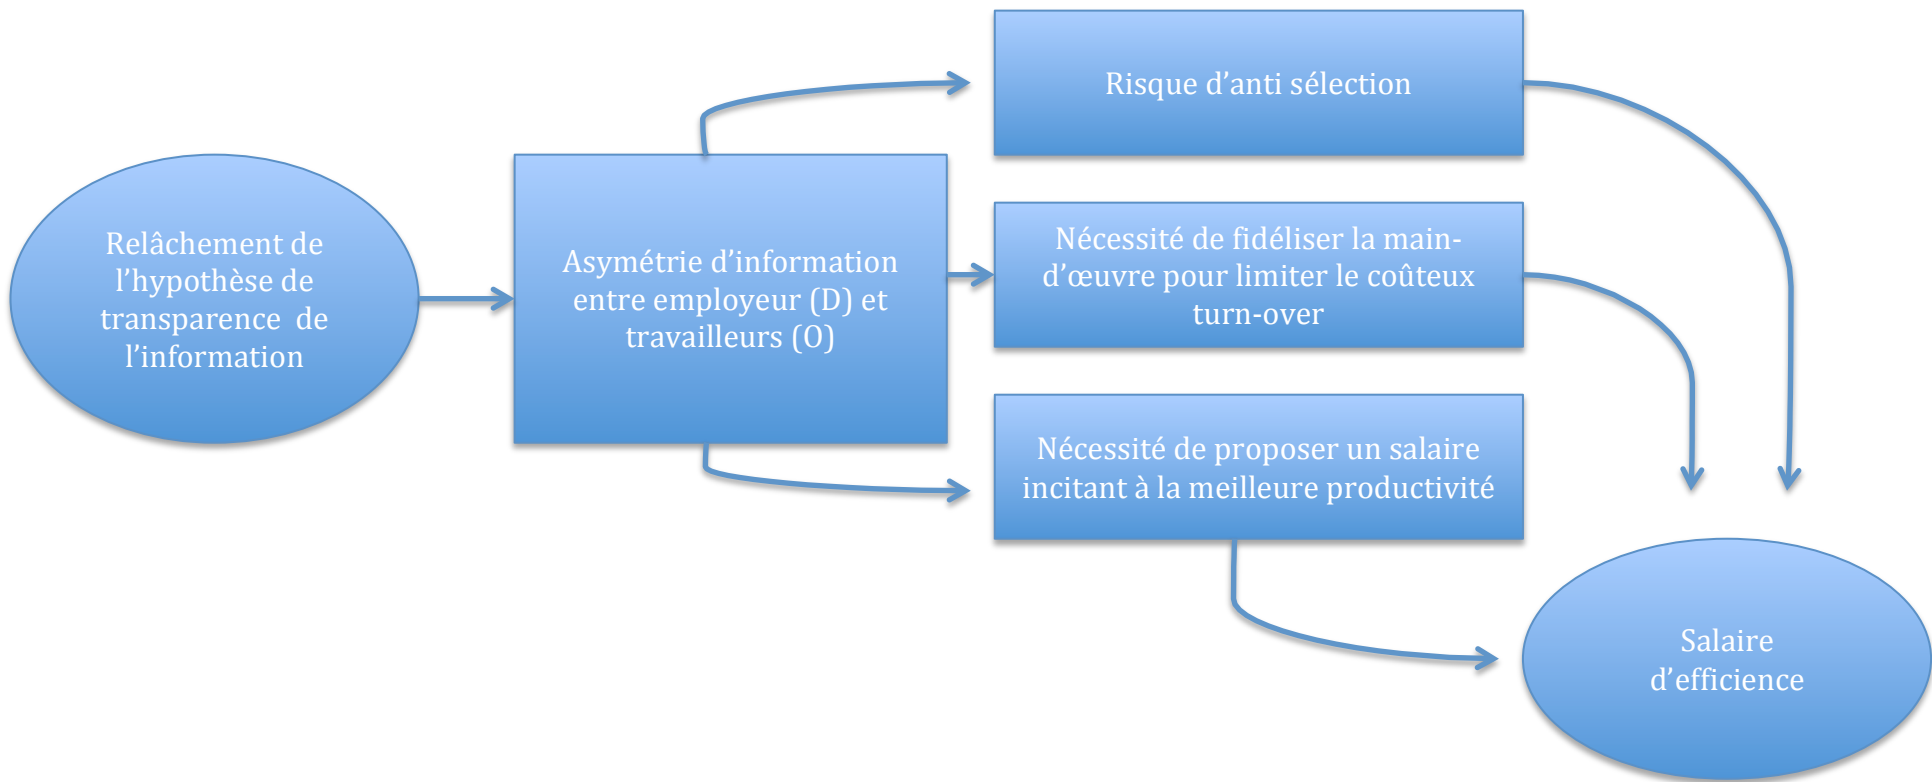 Relâchement de
l’hypothèse de
transparence  de
l’information
Asymétrie d’information
entre employeur (D) et
travailleurs (O)
Risque d’anti sélection
Nécessité de fidéliser la main-
d’œuvre pour limiter le coûteux
turn-over
Nécessité de proposer un salaire
incitant à la meilleure productivité
Salaire
d’efficience